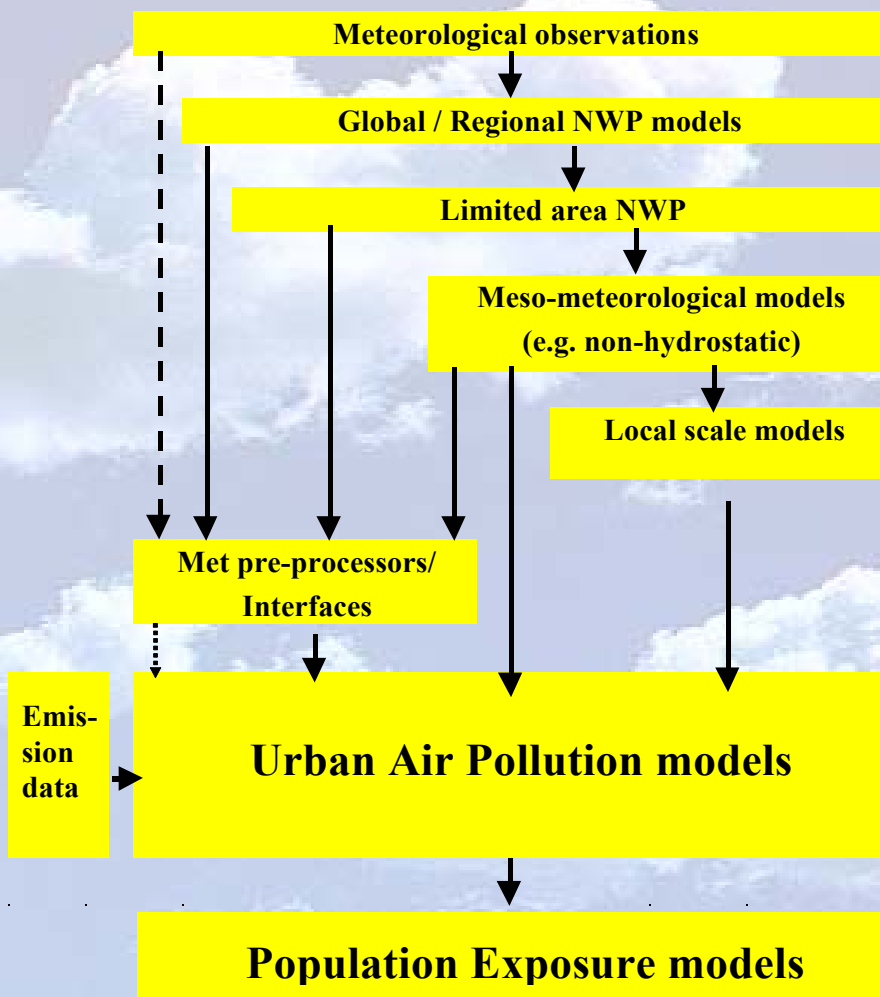 Meteorological observations
Global / Regional NWP models
Limited area NWP
Meso-meteorological models
(e.g. non-hydrostatic)
Local scale models
Met pre-processors/
Interfaces
Emis-
sion
data
Urban Air Pollution models
Population Exposure models